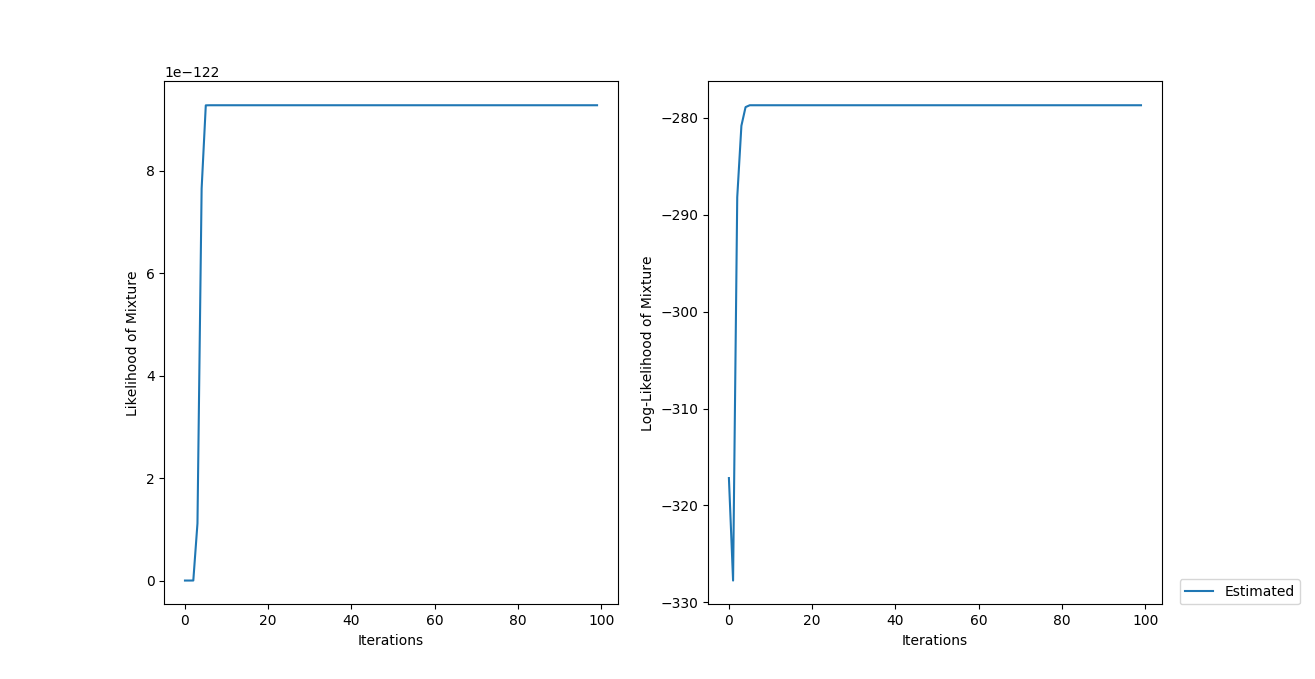 1e−122
8
6
4
2
0
Likelihood of Mixture
0 20 40 60 80 100
Iterations
−280
−290
−300
−310
−320
−330
Log-Likelihood of Mixture
0 20 40 60 80 100
Iterations
Estimated